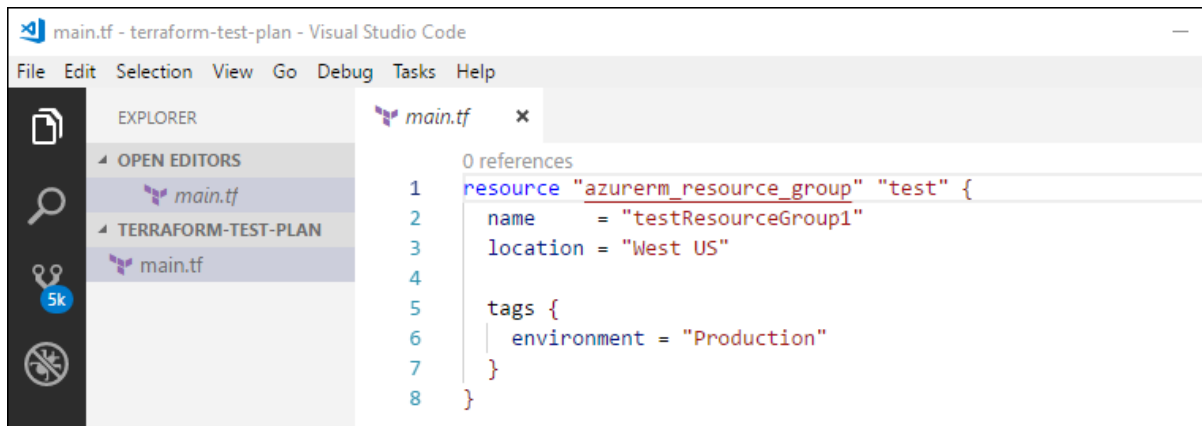 main.tf - terraform-test-plan - Visual Studio Code
File Edit Selection View Go Debug Tasks Help
EXPLORER
OPEN EDITORS
main.tf
TERRAFORM-TEST-PLAN
main.tf
5k
main.tf
0 references
1 resource "azurerm_resource_group" "test" {
2   name     = "testResourceGroup1"
3   location = "West US"
4
5   tags {
6     environment = "Production"
7   }
8 }